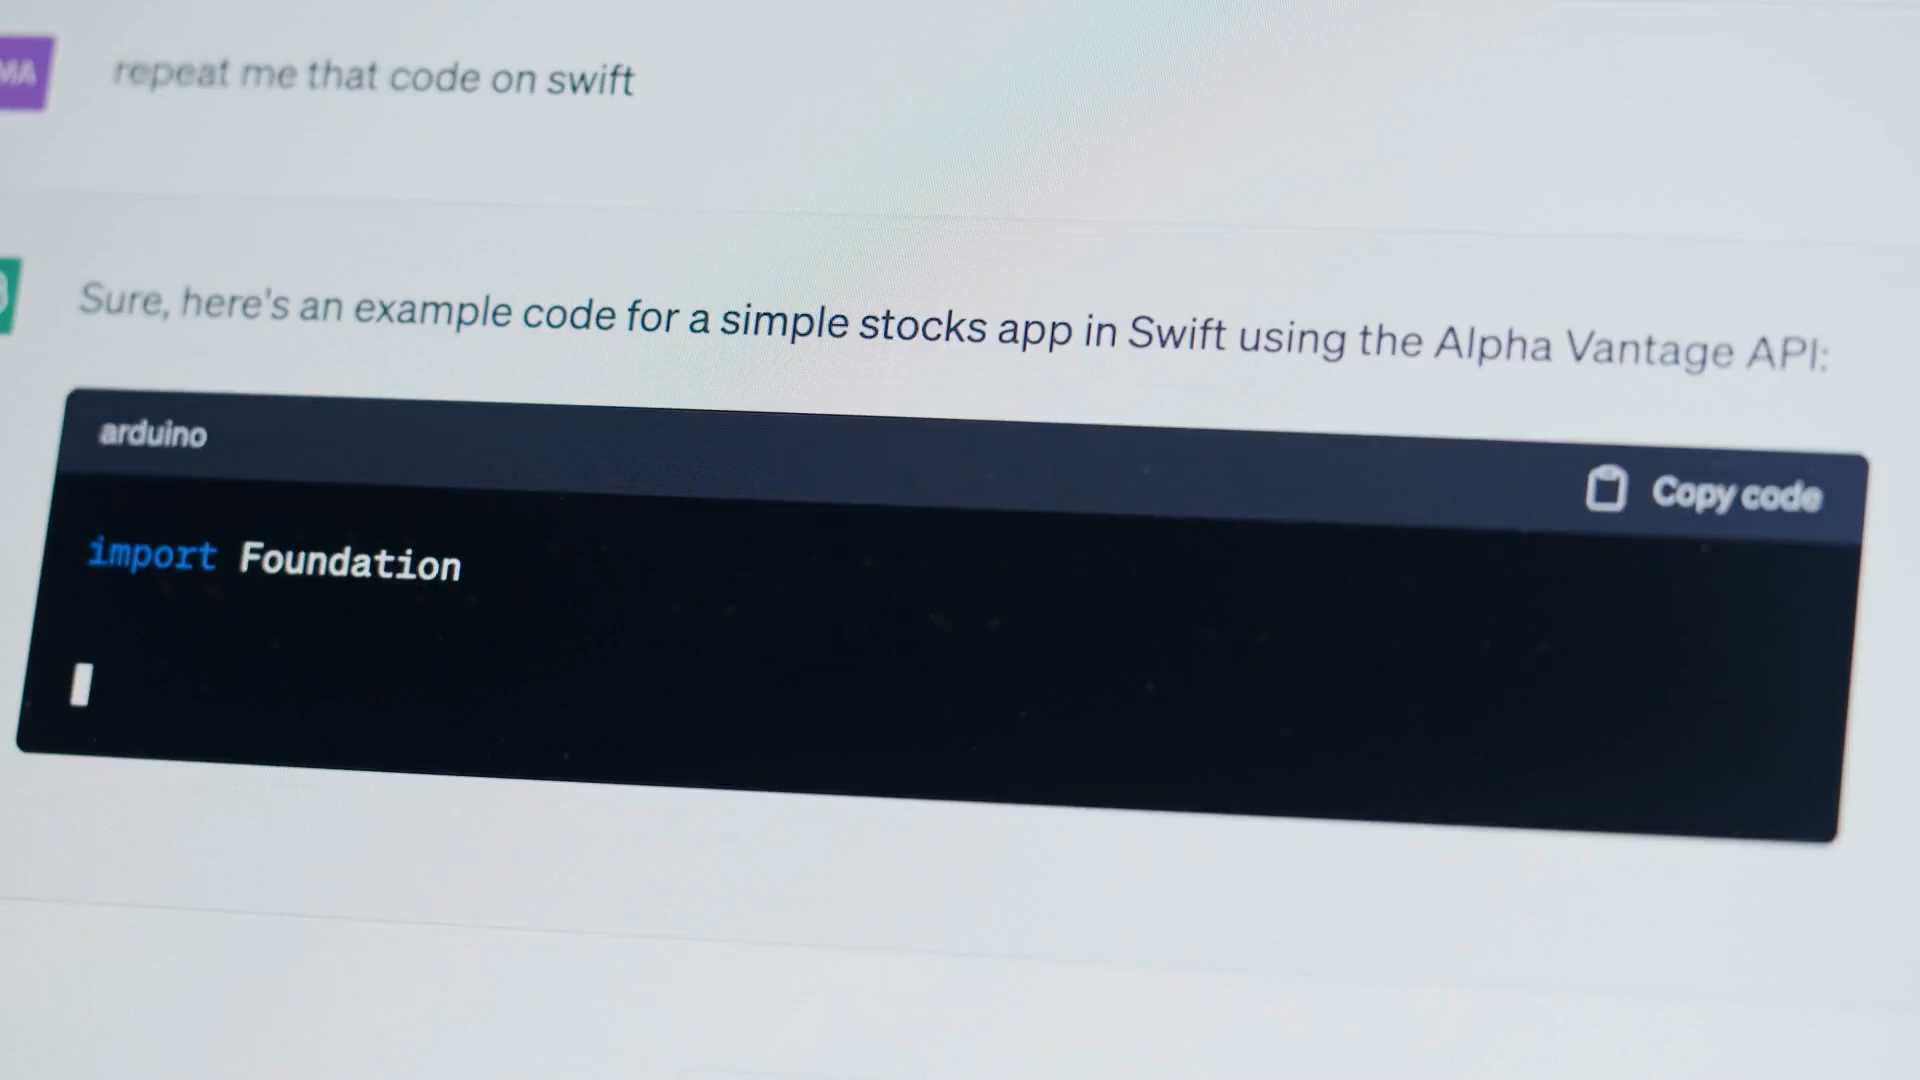 MA
repeat me that code on swift
Sure, here's an example code for a simple stocks app in Swift using the Alpha Vantage API:
arduino
Copy code
import Foundation